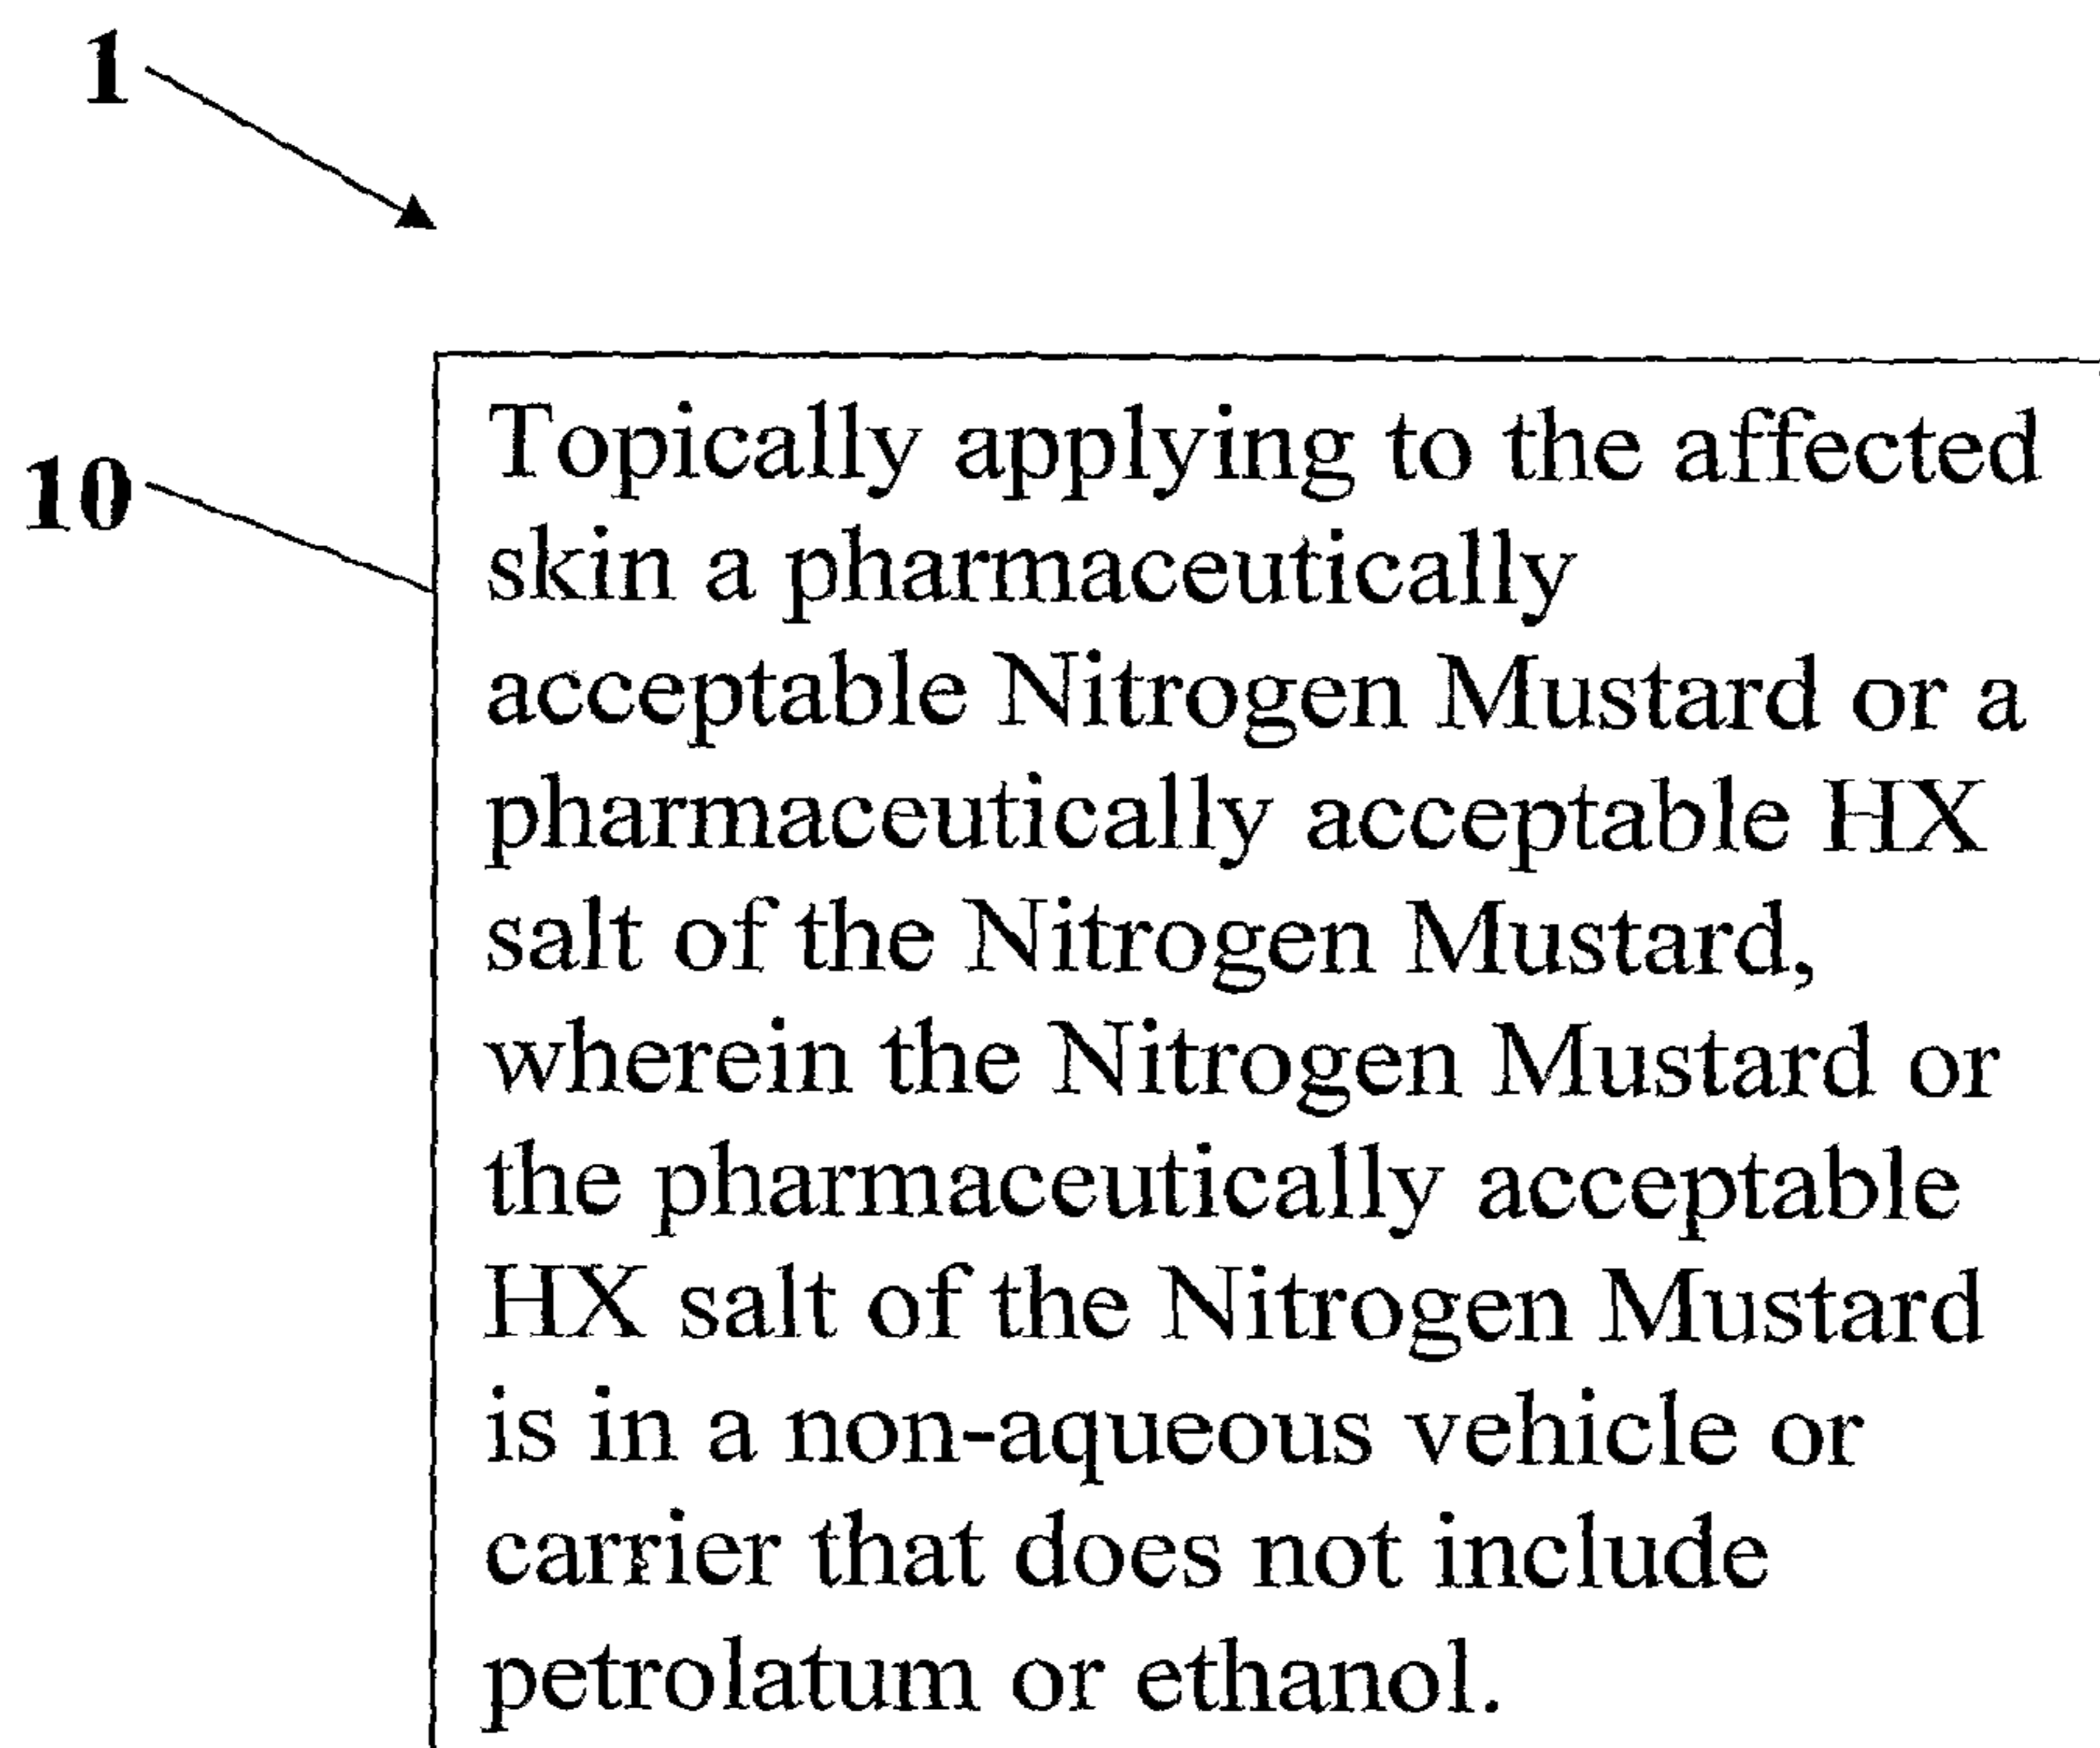 1
10
Topically applying to the affected
skin a pharmaceutically
acceptable Nitrogen Mustard or a
pharmaceutically acceptable HX
salt of the Nitrogen Mustard,
wherein the Nitrogen Mustard or
the pharmaceutically acceptable
HX salt of the Nitrogen Mustard
is in a non-aqueous vehicle or
carrier that does not include
petrolatum or ethanol.